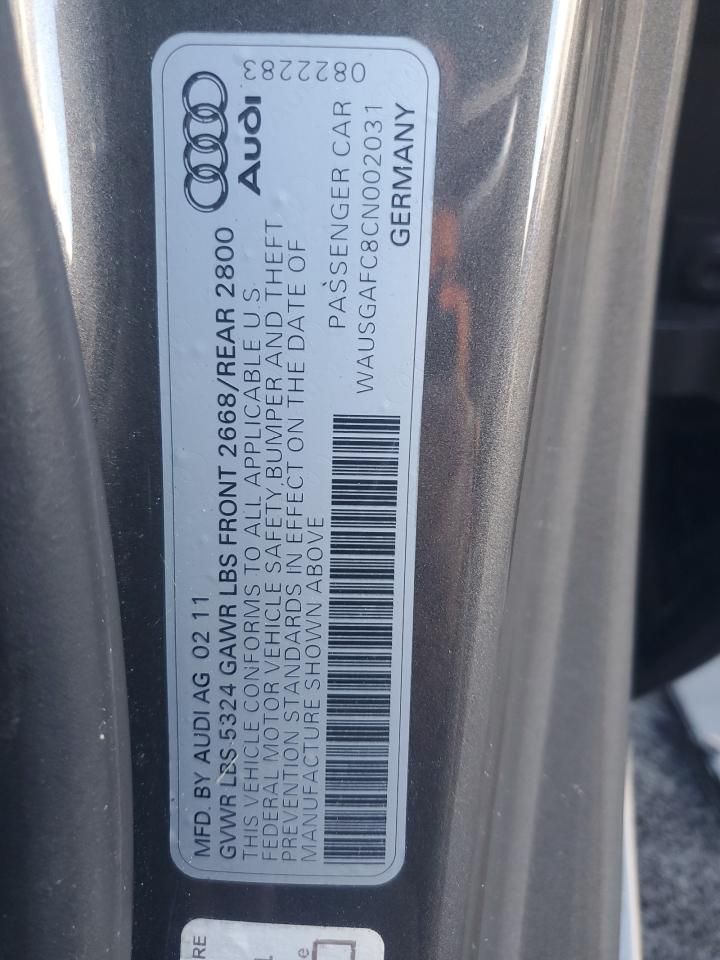 MFD. BY AUDI AG 02 11
GVWR LBS 5324 GAWR LBS FRONT 2668/REAR 2800
THIS VEHICLE CONFORMS TO ALL APPLICABLE U.S.
FEDERAL MOTOR VEHICLE SAFETY,BUMPER AND THEFT
PREVENTION STANDARDS IN EFFECT ON THE DATE OF
MANUFACTURE SHOWN ABOVE
PASSENGER CAR
WAUSGAFC8CN002031
GERMANY
Audi
0822283
RE
e